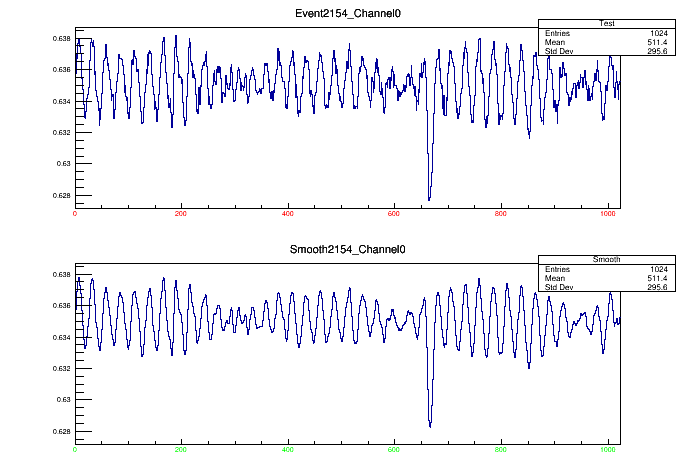 Event2154_Channel0
Test
Entries 1024
Mean 511.4
Std Dev 295.6
0.638
0.636
0.634
0.632
0.63
0.628
0 200 400 600 800 1000
Smooth2154_Channel0
Smooth
Entries 1024
Mean 511.4
Std Dev 295.6
0.638
0.636
0.634
0.632
0.63
0.628
0 200 400 600 800 1000